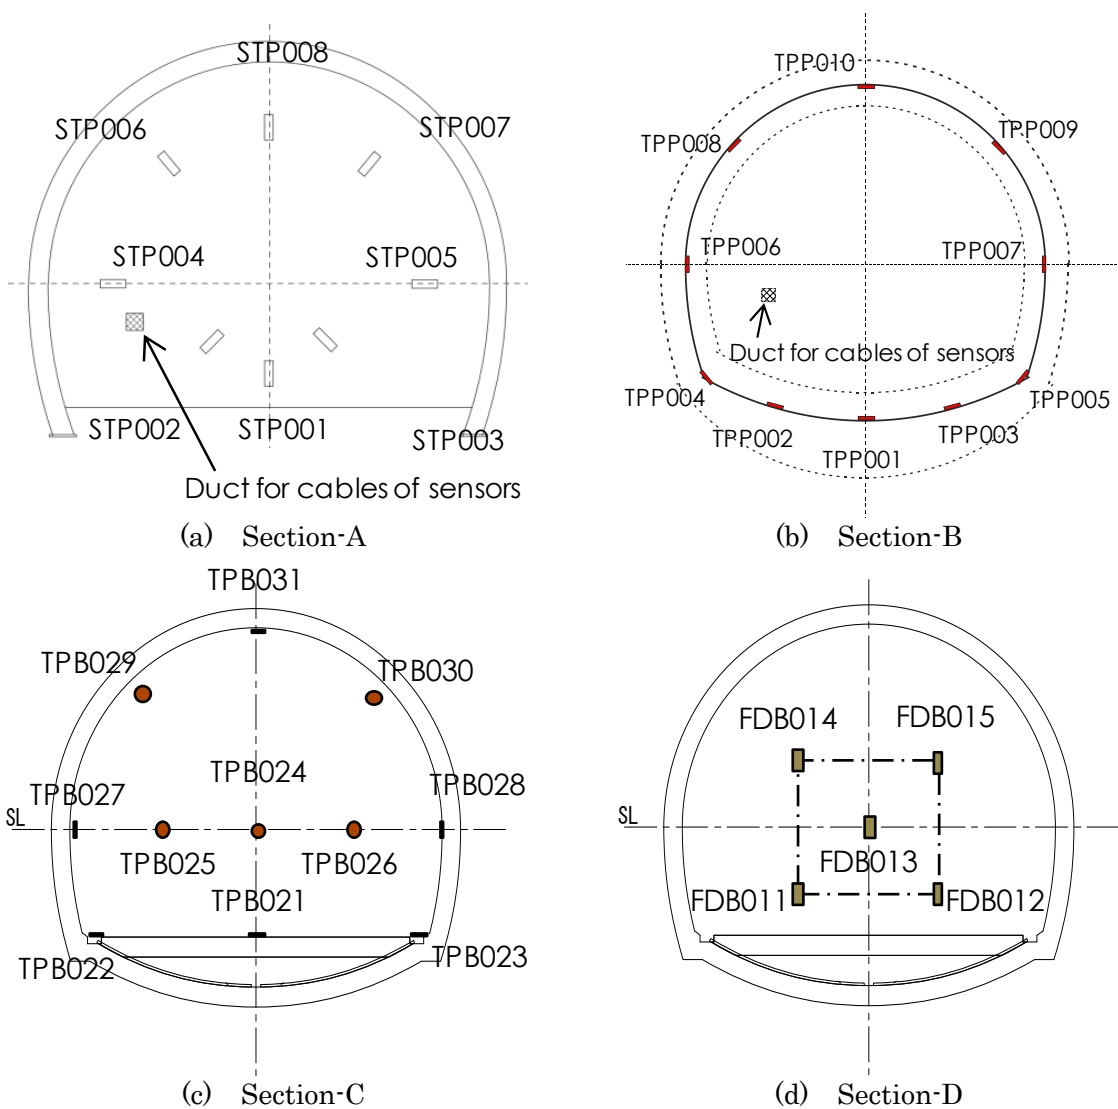 STP008
STP006
STP007
STP004
STP005
STP002
STP001
STP003
Duct for cables of sensors
(a) Section-A
TPP010
TPP009
TPP008
TPP006
TPP007
Duct for cables of sensors
TPP004
TPP005
TPP002
TPP003
TPP001
(b) Section-B
TPB031
TPB029
TPB030
TPB024
TPB027
TPB028
SL
TPB025
TPB026
TPB021
TPB022
TPB023
(c) Section-C
FDB014
FDB015
SL
FDB013
FDB011
FDB012
(d) Section-D